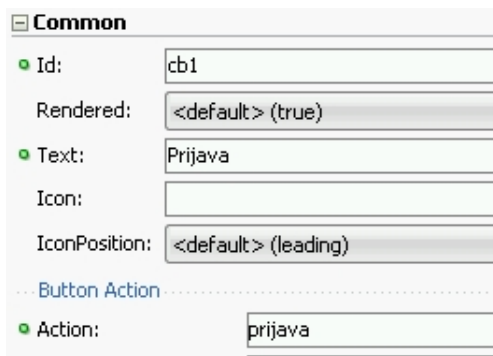 Common
Id: cb1
Rendered: <default> (true)
Text: Prijava
Icon:
IconPosition: <default> (leading)
Button Action
Action: prijava